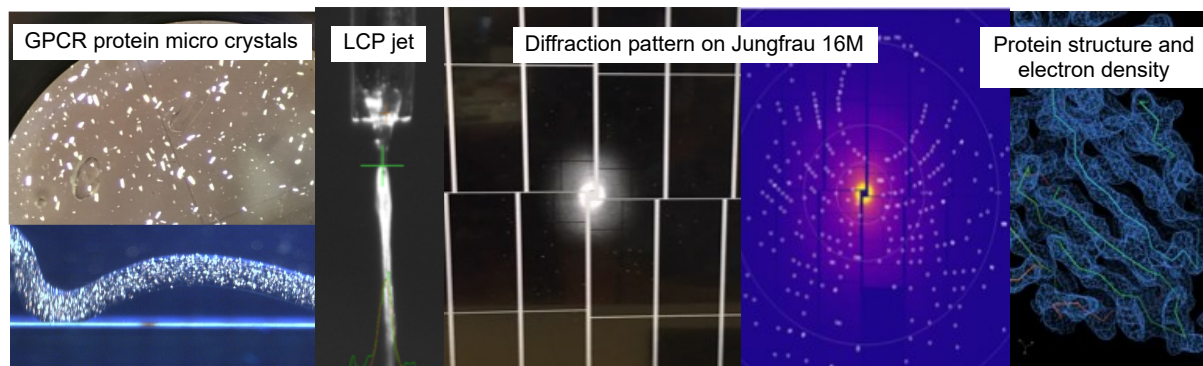 GPCR protein micro crystals
LCP jet
Diffraction pattern on Jungfrau 16M
Protein structure and
electron density